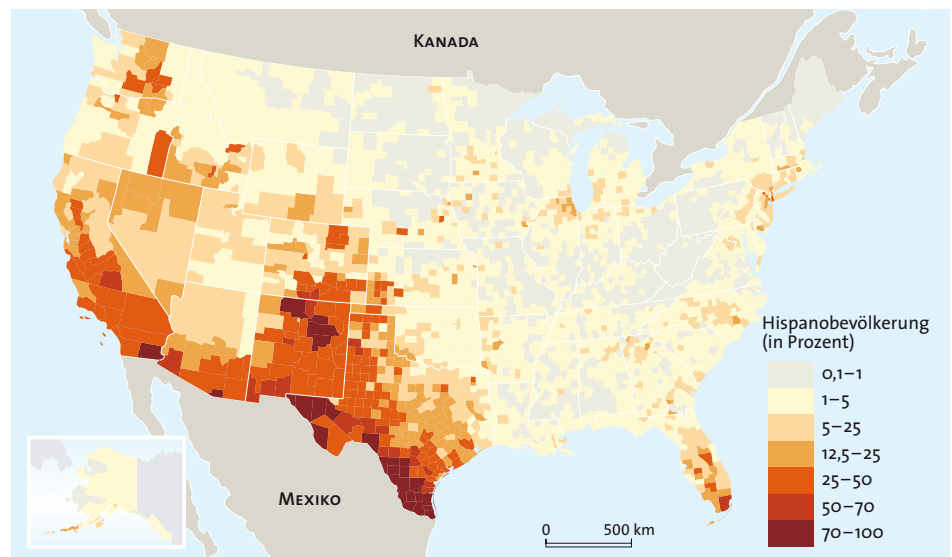 KANADA
MEXIKO
Hispanobevölkerung
(in Prozent)
0,1–1
1–5
5–25
12,5–25
25–50
50–70
70–100
0 500 km